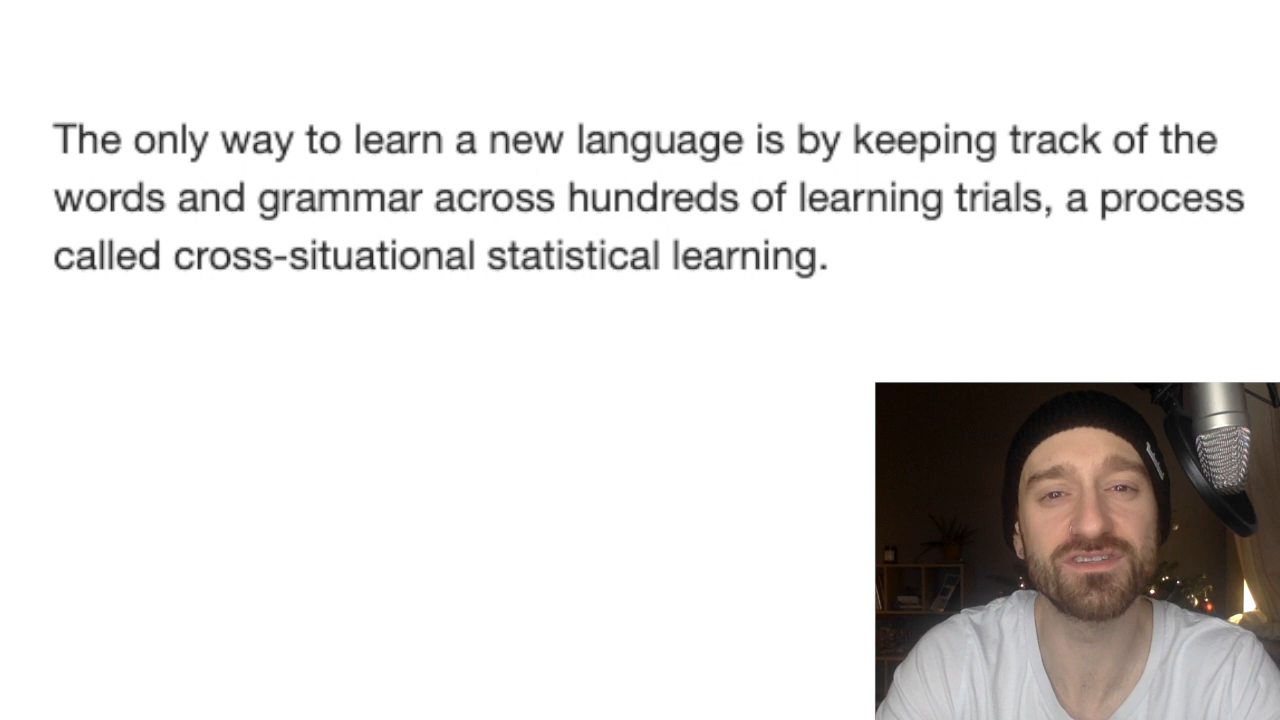 The only way to learn a new language is by keeping track of the
words and grammar across hundreds of learning trials, a process
called cross-situational statistical learning.